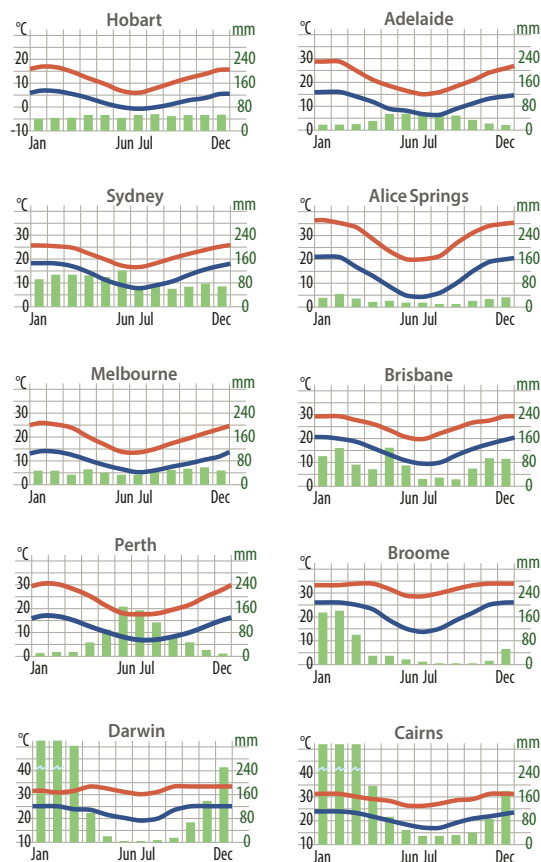 Hobart
°C mm
20 240
10 160
0 80
-10 0
Jan Jun Jul Dec
Adelaide
°C mm
30 240
20 160
10 80
0 0
Jan Jun Jul Dec
Sydney
°C mm
30 240
20 160
10 80
0 0
Jan Jun Jul Dec
Alice Springs
°C mm
30 240
20 160
10 80
0 0
Jan Jun Jul Dec
Melbourne
°C mm
30 240
20 160
10 80
0 0
Jan Jun Jul Dec
Brisbane
°C mm
30 240
20 160
10 80
0 0
Jan Jun Jul Dec
Perth
°C mm
30 240
20 160
10 80
0 0
Jan Jun Jul Dec
Broome
°C mm
30 240
20 160
10 80
0 0
Jan Jun Jul Dec
Darwin
°C mm
40 240
30 160
20 80
10 0
Jan Jun Jul Dec
Cairns
°C mm
40 240
30 160
20 80
10 0
Jan Jun Jul Dec